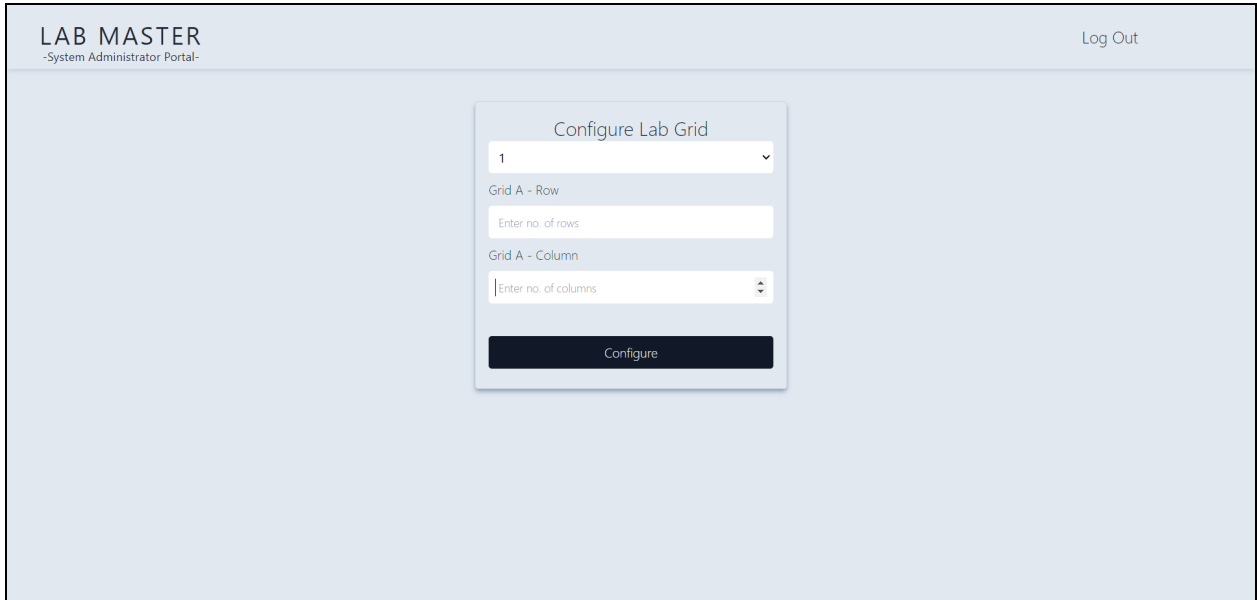 LAB MASTER
-System Administrator Portal-
Log Out
Configure Lab Grid
1
Grid A - Row
Enter no. of rows
Grid A - Column
Enter no. of columns
Configure